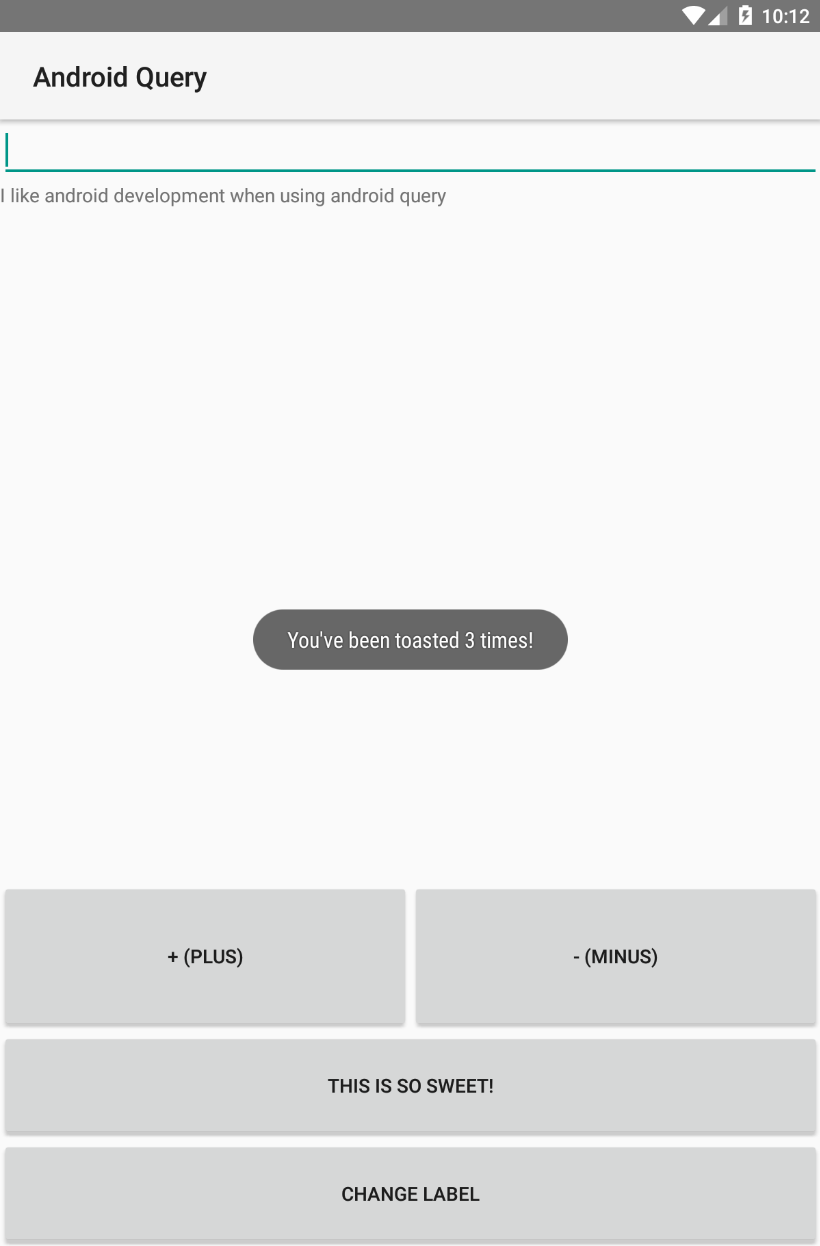 10:12
Android Query
I like android development when using android query
You've been toasted 3 times!
+ (PLUS)
- (MINUS)
THIS IS SO SWEET!
CHANGE LABEL